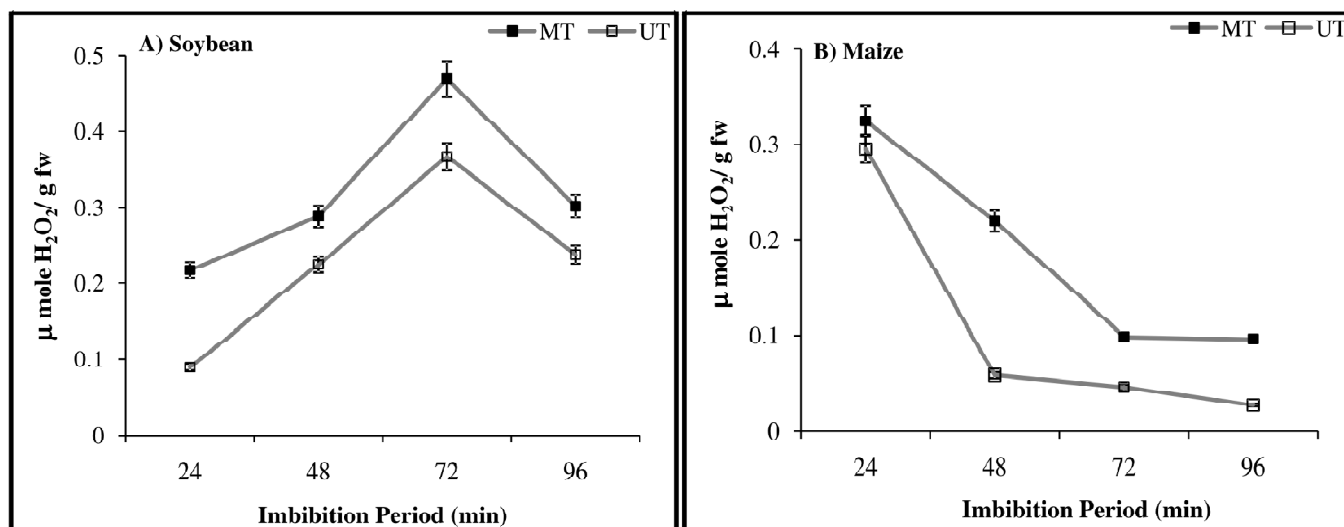 A) Soybean
MT
UT
0.5
0.4
0.3
0.2
0.1
0
μ mole H₂O₂/ g fw
24
48
72
96
Imbibition Period (min)
B) Maize
MT
UT
0.4
0.3
0.2
0.1
0
μ mole H₂O₂/ g fw
24
48
72
96
Imbibition Period (min)